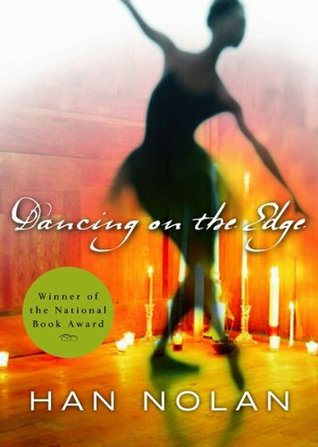 Dancing on the Edge
Winner of
the National
Book Award
HAN NOLAN